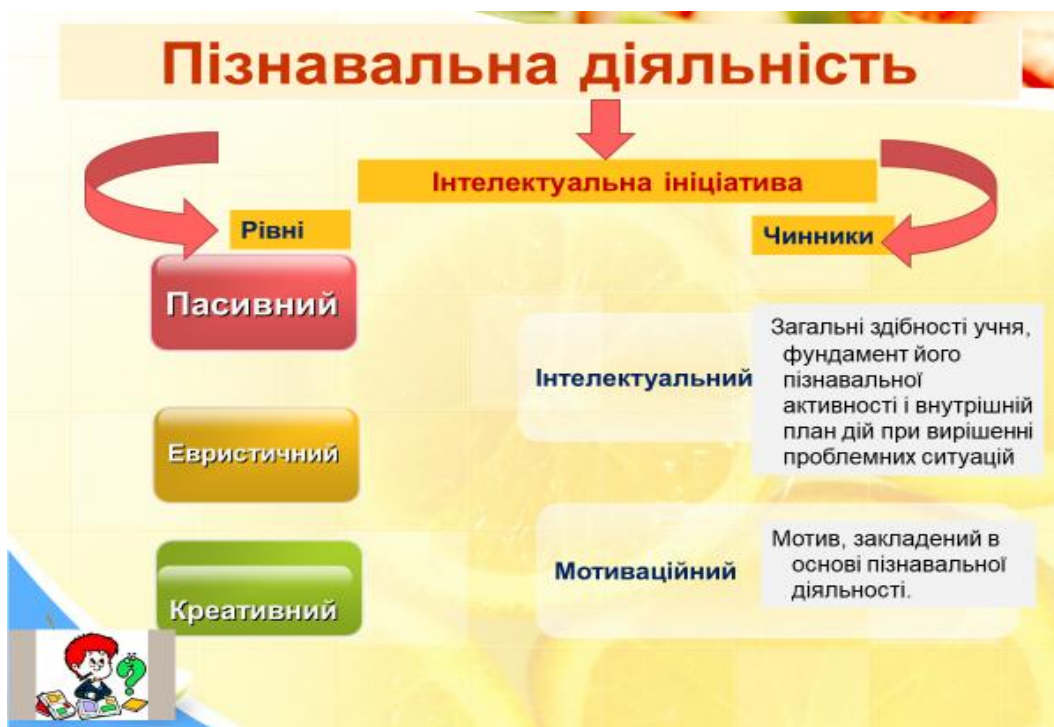 Пізнавальна діяльність
Інтелектуальна ініціатива
Рівні
Пасивний
Евристичний
Креативний
Чинники
Інтелектуальний
Загальні здібності учня,
фундамент його
пізнавальної
активності і внутрішній
план дій при вирішенні
проблемних ситуацій
Мотиваційний
Мотив, закладений в
основі пізнавальної
діяльності.
?